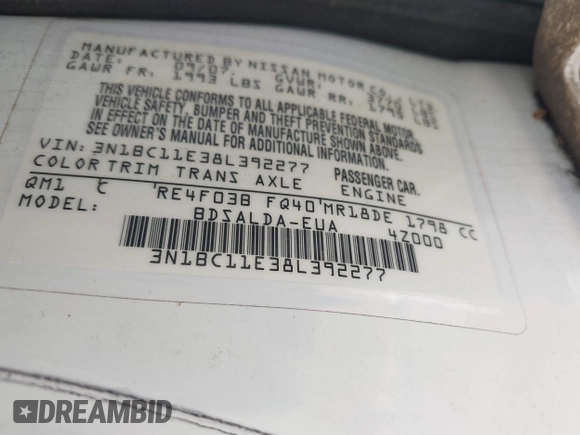 MANUFACTURED BY NISSAN MOTOR CO., LTD.
DATE: 09/07 GVWR:
GAWR FR: 1993 LBS GAWR RR: LBS
THIS VEHICLE CONFORMS TO ALL APPLICABLE FEDERAL MOTOR
VEHICLE SAFETY, BUMPER AND THEFT PREVENTION STANDARDS
IN EFFECT ON THE DATE OF MANUFACTURE SHOWN ABOVE.
SEE OWNER'S MANUAL FOR ADDITIONAL INFORMATION.
VIN: 3N1BC11E38L392277 PASSENGER CAR.
COLOR TRIM TRANS AXLE ENGINE
QM1 C RE4F03B FQ40 MR18DE 1798 CC
MODEL: BDSALDA-EUA 4Z000
3N1BC11E38L392277
DREAMBID